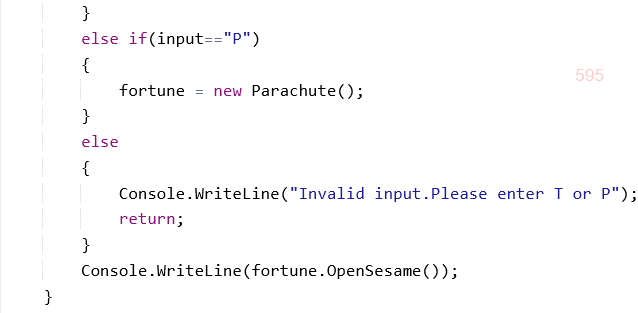 }
else if(input=="P")
{
595
fortune = new Parachute();
}
else
{
Console.WriteLine("Invalid input.Please enter T or P");
return;
}
Console.WriteLine(fortune.OpenSesame());
}